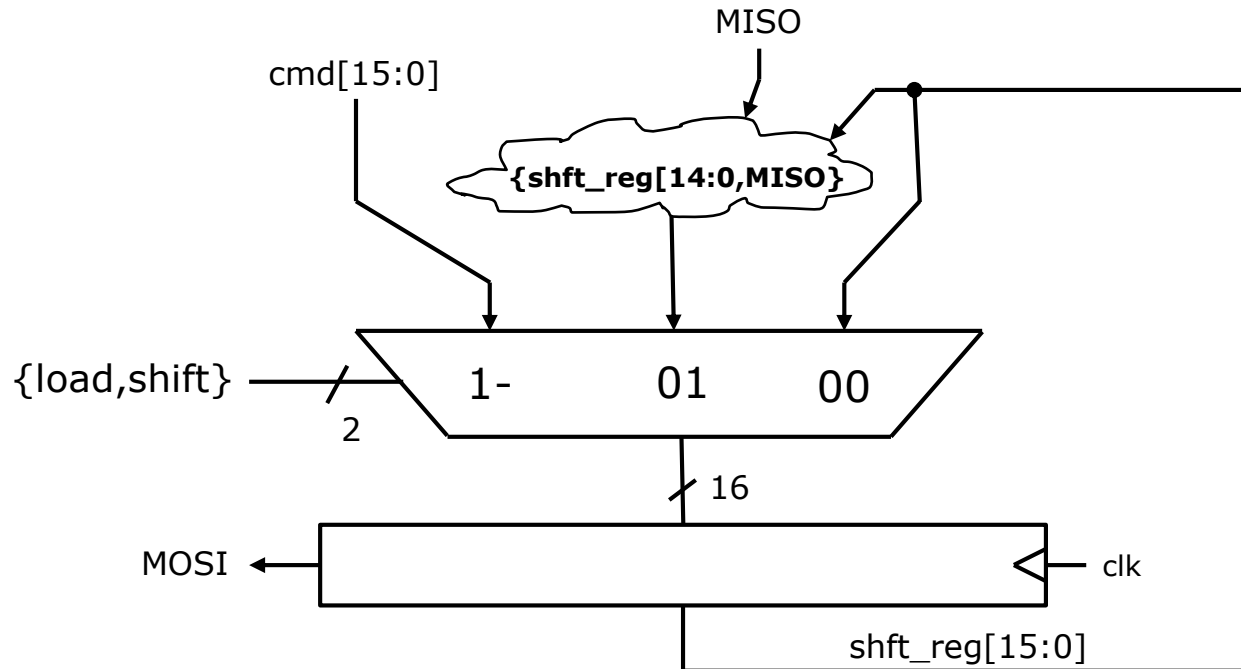 MISO
cmd[15:0]
{shft_reg[14:0,MISO}
{load,shift}
2
1-
01
00
16
MOSI
clk
shft_reg[15:0]